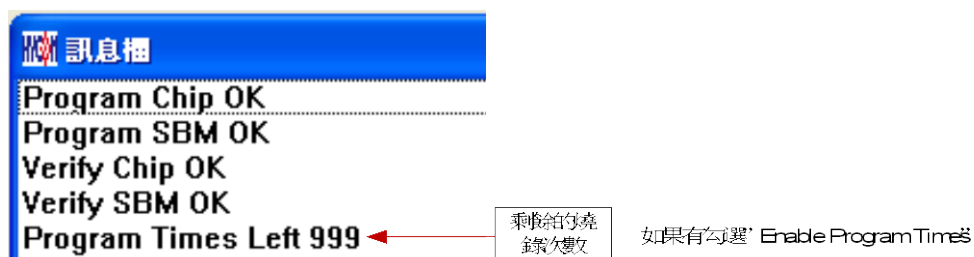 訊息欄
Program Chip OK
Program SBM OK
Verify Chip OK
Verify SBM OK
Program Times Left 999
剩餘的燒
錄次數
如果有勾選" Enable Program Times"